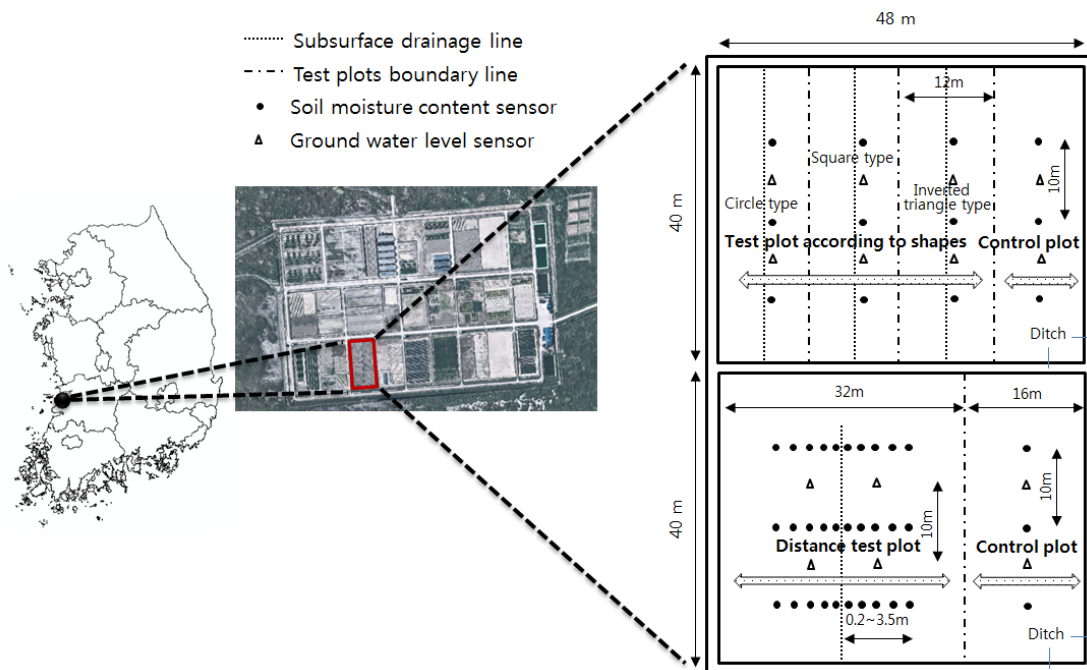 Subsurface drainage line
Test plots boundary line
Soil moisture content sensor
Ground water level sensor
48 m
40 m
12m
Square type
10m
Circle type
Inverted
triangle type
Test plot according to shapes
Control plot
Ditch
40 m
32m
16m
10m
10m
Distance test plot
Control plot
0.2~3.5m
Ditch